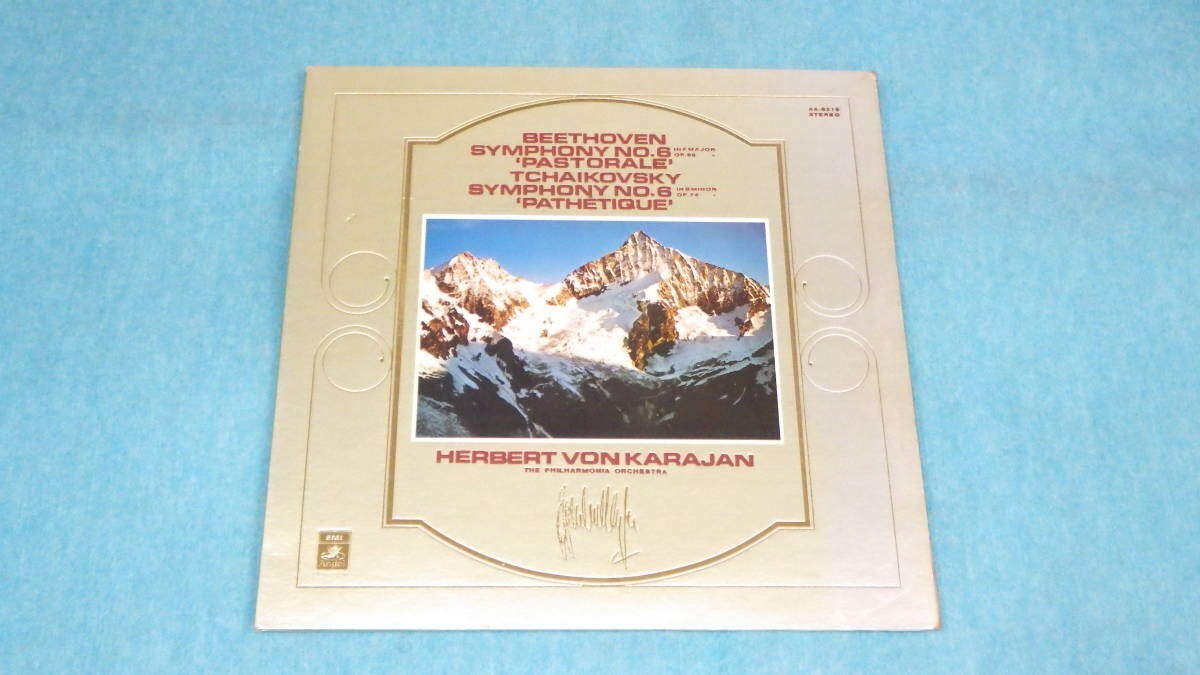 AA-8219
STEREO
BEETHOVEN
SYMPHONY NO.6 IN F MAJOR OP.68
'PASTORALE'
TCHAIKOVSKY
SYMPHONY NO.6 IN B MINOR OP.74
'PATHETIQUE'
HERBERT VON KARAJAN
THE PHILHARMONIA ORCHESTRA
EMI
Angel